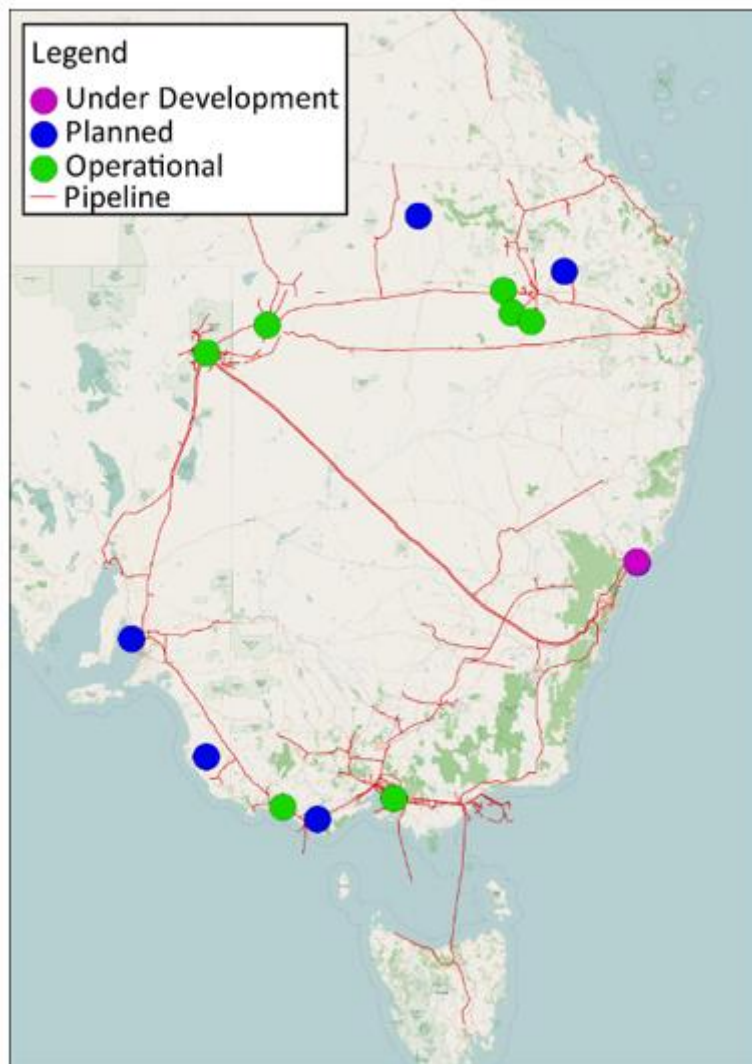 Legend
Under Development
Planned
Operational
Pipeline